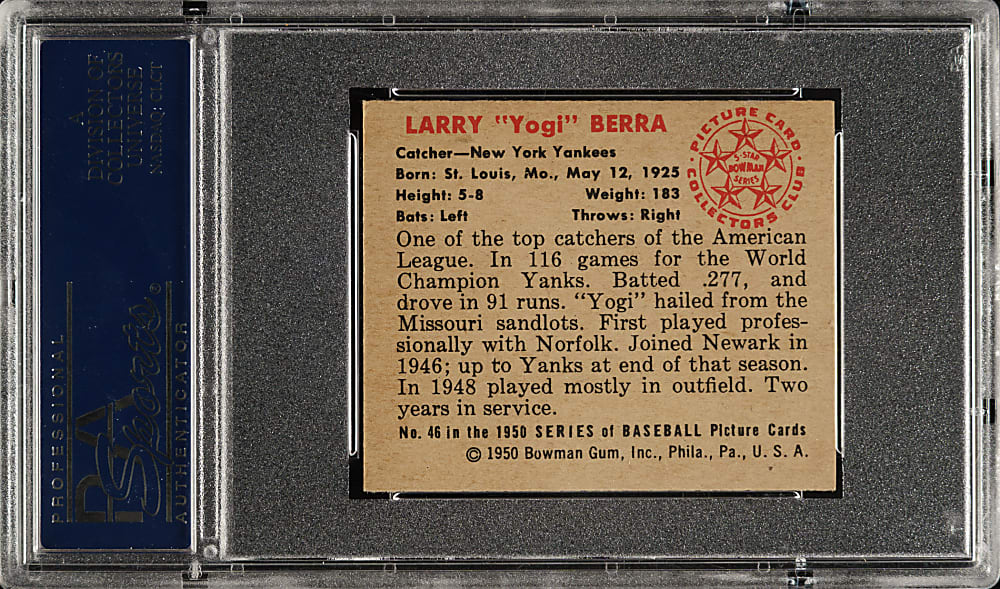 A
DIVISION OF
COLLECTORS
UNIVERSE
NASDAQ: CLCT
PROFESSIONAL
PSA
Sports®
AUTHENTICATOR
LARRY "Yogi" BERRA
Catcher—New York Yankees
Born: St. Louis, Mo., May 12, 1925
Height: 5-8 Weight: 183
Bats: Left Throws: Right
PICTURE CARD
COLLECTORS CLUB
5-STAR
BOWMAN
SERIES
One of the top catchers of the American
League. In 116 games for the World
Champion Yanks. Batted .277, and
drove in 91 runs. "Yogi" hailed from the
Missouri sandlots. First played profes-
sionally with Norfolk. Joined Newark in
1946; up to Yanks at end of that season.
In 1948 played mostly in outfield. Two
years in service.
No. 46 in the 1950 SERIES of BASEBALL Picture Cards
© 1950 Bowman Gum, Inc., Phila., Pa., U. S. A.